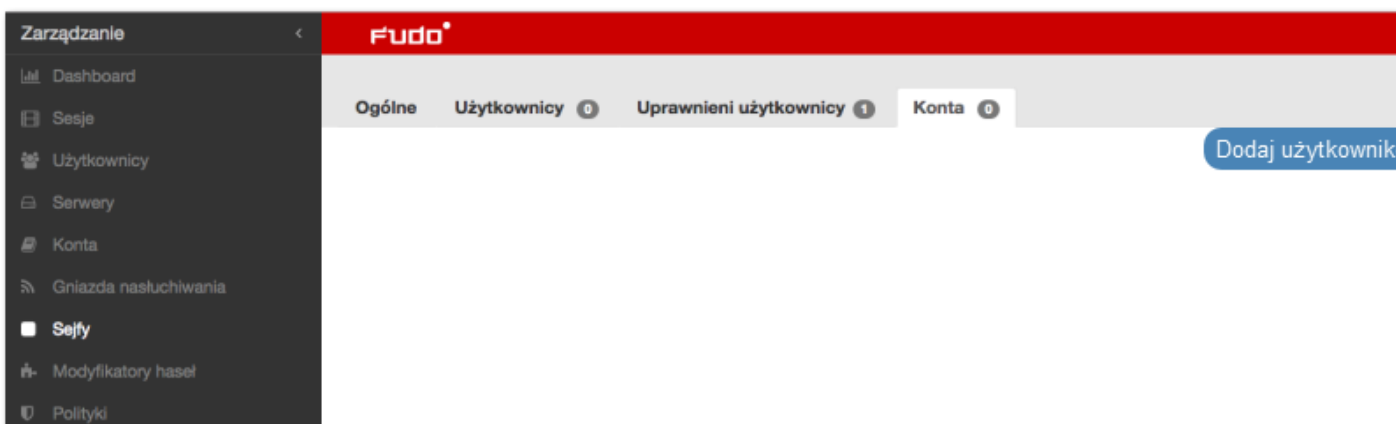 Zarządzanie
Fudo
Dashboard
Ogólne Użytkownicy 0 Uprawnieni użytkownicy 1 Konta 0
Sesje
Dodaj użytkownik
Użytkownicy
Serwery
Konta
Gniazda nasłuchiwania
Sejfy
Modyfikatory haseł
Polityki